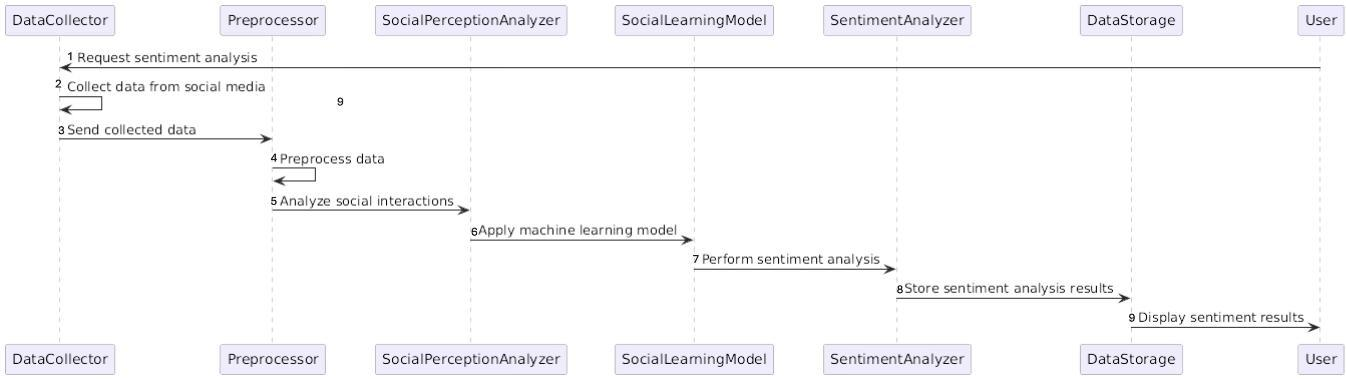 DataCollector Preprocessor SocialPerceptionAnalyzer SocialLearningModel SentimentAnalyzer DataStorage User
1 Request sentiment analysis
2 Collect data from social media
9
3 Send collected data
4 Preprocess data
5 Analyze social interactions
6 Apply machine learning model
7 Perform sentiment analysis
8 Store sentiment analysis results
9 Display sentiment results
DataCollector Preprocessor SocialPerceptionAnalyzer SocialLearningModel SentimentAnalyzer DataStorage User